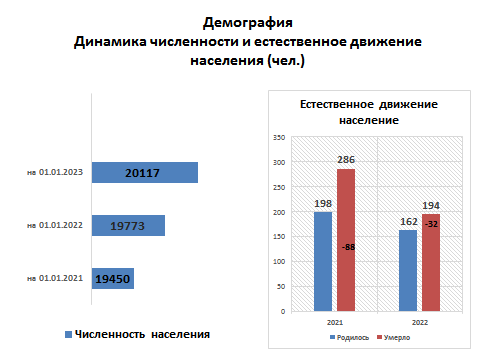 Демография
Динамика численности и естественное движение
населения (чел.)
на 01.01.2023
20117
на 01.01.2022
19773
на 01.01.2021
19450
Численность населения
Естественное движение
население
350
300
250
200
150
100
50
0
198
286
-88
162
194
-32
2021
2022
Родилось
Умерло